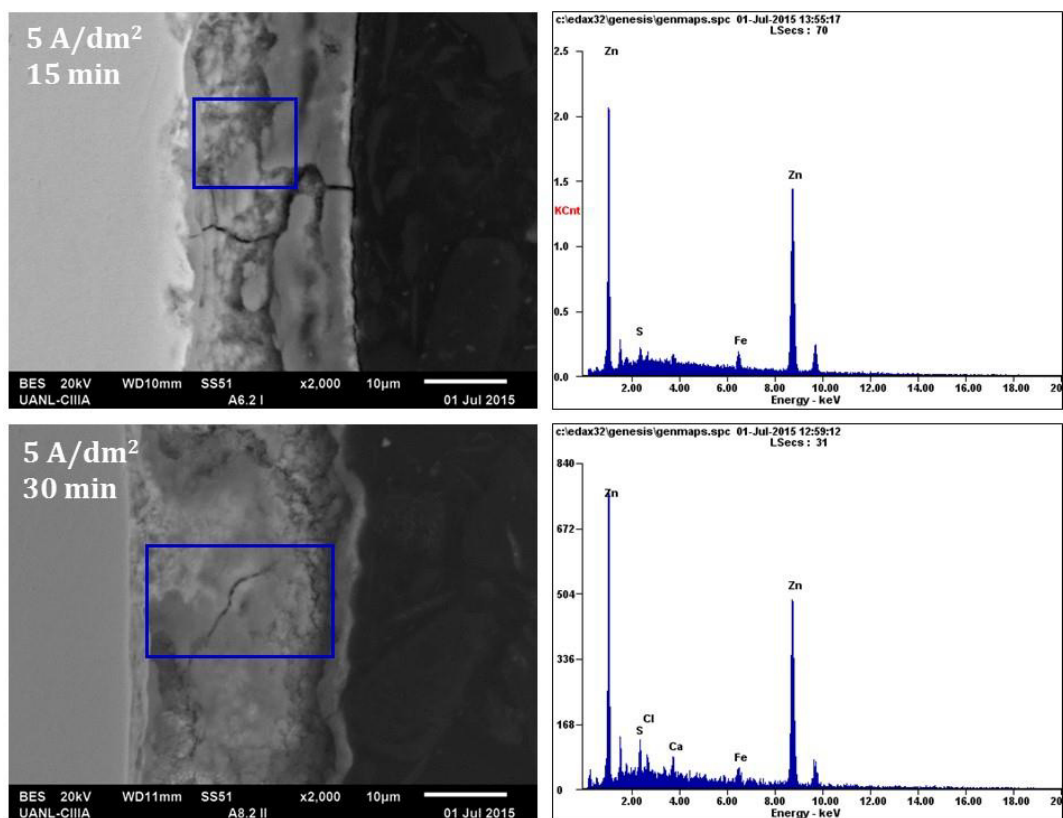 5 A/dm²
15 min
BES 20kV WD10mm SS51 x2,000 10µm
UANL-CIIIA A6.2 I 01 Jul 2015
c:\edax32\genesis\genmaps.spc 01-Jul-2015 13:55:17
LSecs : 70
Zn
2.5
2.0
Zn
1.5
KCnt
1.0
0.5
S
Fe
0.0
2.00 4.00 6.00 8.00 10.00 12.00 14.00 16.00 18.00 20
Energy - keV
5 A/dm²
30 min
BES 20kV WD11mm SS51 x2,000 10µm
UANL-CIIIA A8.2 II 01 Jul 2015
c:\edax32\genesis\genmaps.spc 01-Jul-2015 12:59:12
LSecs : 31
840
Zn
672
Zn
504
336
Cl
168
S
Ca
Fe
0
2.00 4.00 6.00 8.00 10.00 12.00 14.00 16.00 18.00 20
Energy - keV